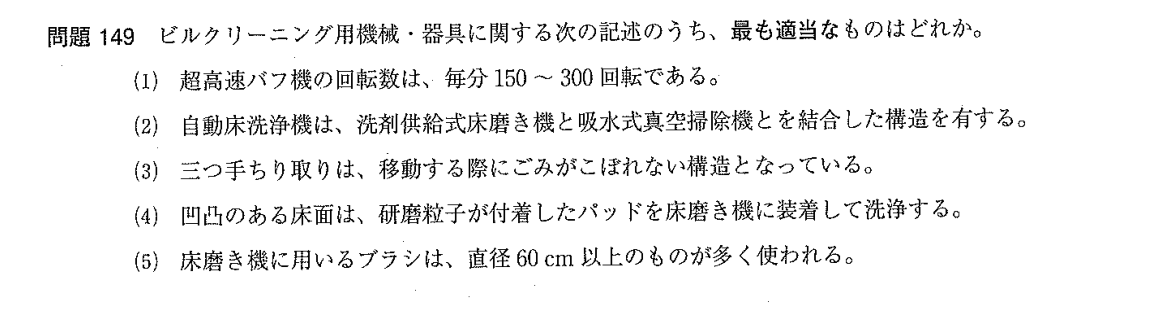 問題 149　ビルクリーニング用機械・器具に関する次の記述のうち、最も適当なものはどれか。
(1)　超高速バフ機の回転数は、毎分 150 ～ 300 回転である。
(2)　自動床洗浄機は、洗剤供給式床磨き機と吸水式真空掃除機とを結合した構造を有する。
(3)　三つ手ちり取りは、移動する際にごみがこぼれない構造となっている。
(4)　凹凸のある床面は、研磨粒子が付着したパッドを床磨き機に装着して洗浄する。
(5)　床磨き機に用いるブラシは、直径 60 cm 以上のものが多く使われる。